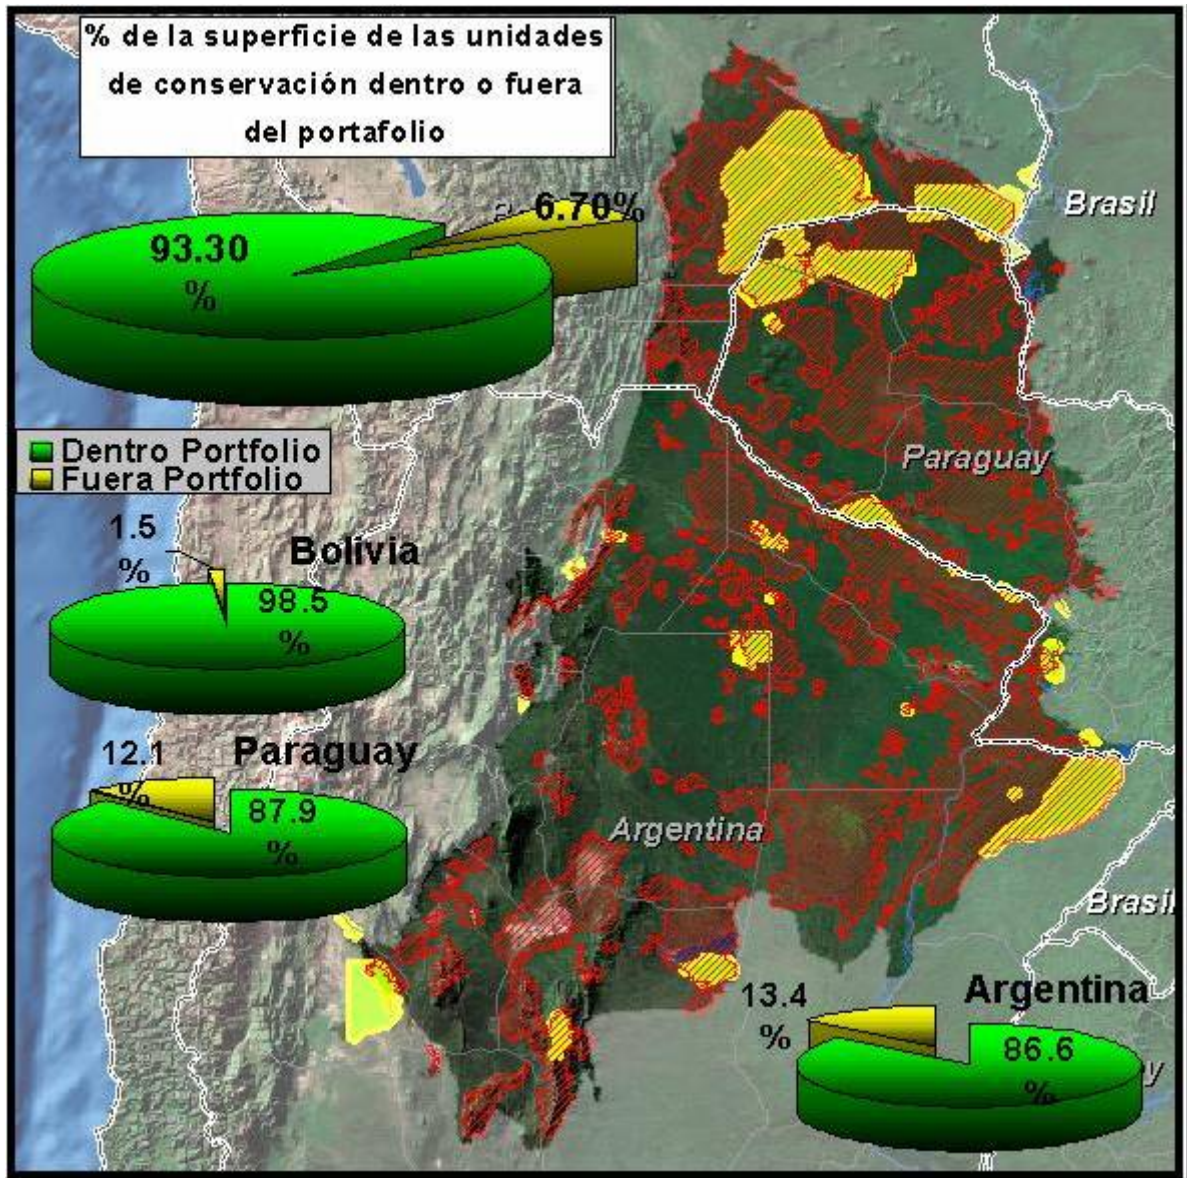 % de la superficie de las unidades
de conservación dentro o fuera
del portafolio
6.70%
93.30
%
Brasil
Dentro Portfolio
Fuera Portfolio
Paraguay
1.5
%
Bolivia
98.5
%
12.1
%
Paraguay
87.9
%
Argentina
Brasil
13.4
%
Argentina
86.6
%
y